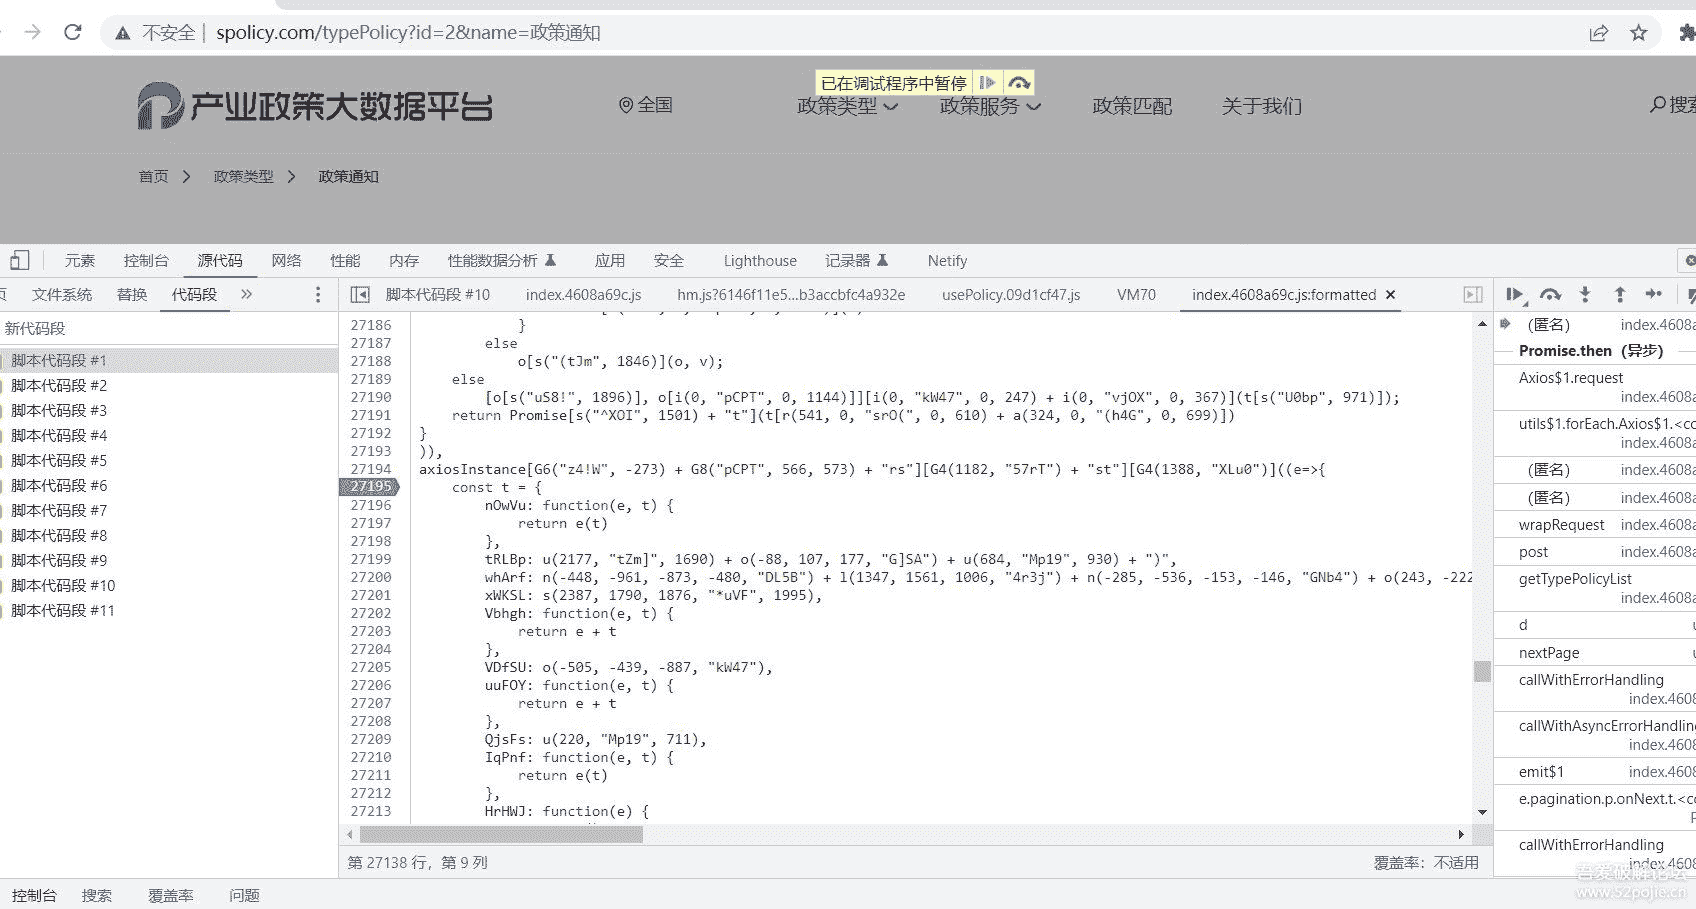 不安全 | spolicy.com/typePolicy?id=2&name=政策通知
已在调试程序中暂停
产业政策大数据平台 全国 政策类型 政策服务 政策匹配 关于我们 搜索
首页 > 政策类型 > 政策通知
元素 控制台 源代码 网络 性能 内存 性能数据分析 应用 安全 Lighthouse 记录器 Netify
文件系统 替换 代码段 » 脚本代码段 #10 index.4608a69c.js hm.js?6146f11e5…b3accbfc4a932e usePolicy.09d1cf47.js VM70 index.4608a69c.js:formatted ×
新代码段
脚本代码段 #1
脚本代码段 #2
脚本代码段 #3
脚本代码段 #4
脚本代码段 #5
脚本代码段 #6
脚本代码段 #7
脚本代码段 #8
脚本代码段 #9
脚本代码段 #10
脚本代码段 #11
27186 }
27187 else
27188 o[s("(tJm", 1846)](o, v);
27189 else
27190 [o[s("uS8!", 1896)], o[i(0, "pCPT", 0, 1144)]][i(0, "kW47", 0, 247) + i(0, "vjOX", 0, 367)](t[s("U0bp", 971)]);
27191 return Promise[s("^XOI", 1501) + "t"](t[r(541, 0, "srO(", 0, 610) + a(324, 0, "(h4G", 0, 699)])
27192 }
27193 )),
27194 axiosInstance[G6("z4!W", -273) + G8("pCPT", 566, 573) + "rs"][G4(1182, "57rT") + "st"][G4(1388, "XLu0")]((e=>{
27195 const t = {
27196 nOwVu: function(e, t) {
27197 return e(t)
27198 },
27199 tRLBp: u(2177, "tZm]", 1690) + o(-88, 107, 177, "G]SA") + u(684, "Mp19", 930) + ")",
27200 whArf: n(-448, -961, -873, -480, "DL5B") + l(1347, 1561, 1006, "4r3j") + n(-285, -536, -153, -146, "GNb4") + o(243, -222
27201 xWKSL: s(2387, 1790, 1876, "*uVF", 1995),
27202 Vbhgh: function(e, t) {
27203 return e + t
27204 },
27205 VDfSU: o(-505, -439, -887, "kW47"),
27206 uuFOY: function(e, t) {
27207 return e + t
27208 },
27209 QjsFs: u(220, "Mp19", 711),
27210 IqPnf: function(e, t) {
27211 return e(t)
27212 },
27213 HrHWJ: function(e) {
第 27138 行，第 9 列 覆盖率：不适用
(匿名) index.4608a
Promise.then (异步)
Axios$1.request
index.4608a
utils$1.forEach.Axios$1.<co
index.4608a
(匿名) index.4608a
(匿名) index.4608a
wrapRequest index.4608a
post index.4608a
getTypePolicyList
index.4608a
d
nextPage
callWithErrorHandling
index.4608
callWithAsyncErrorHandling
index.4608
emit$1 index.4608
e.pagination.p.onNext.t.<co
callWithErrorHandling
index.4608
控制台 搜索 覆盖率 问题
吾爱破解论坛
www.52pojie.cn